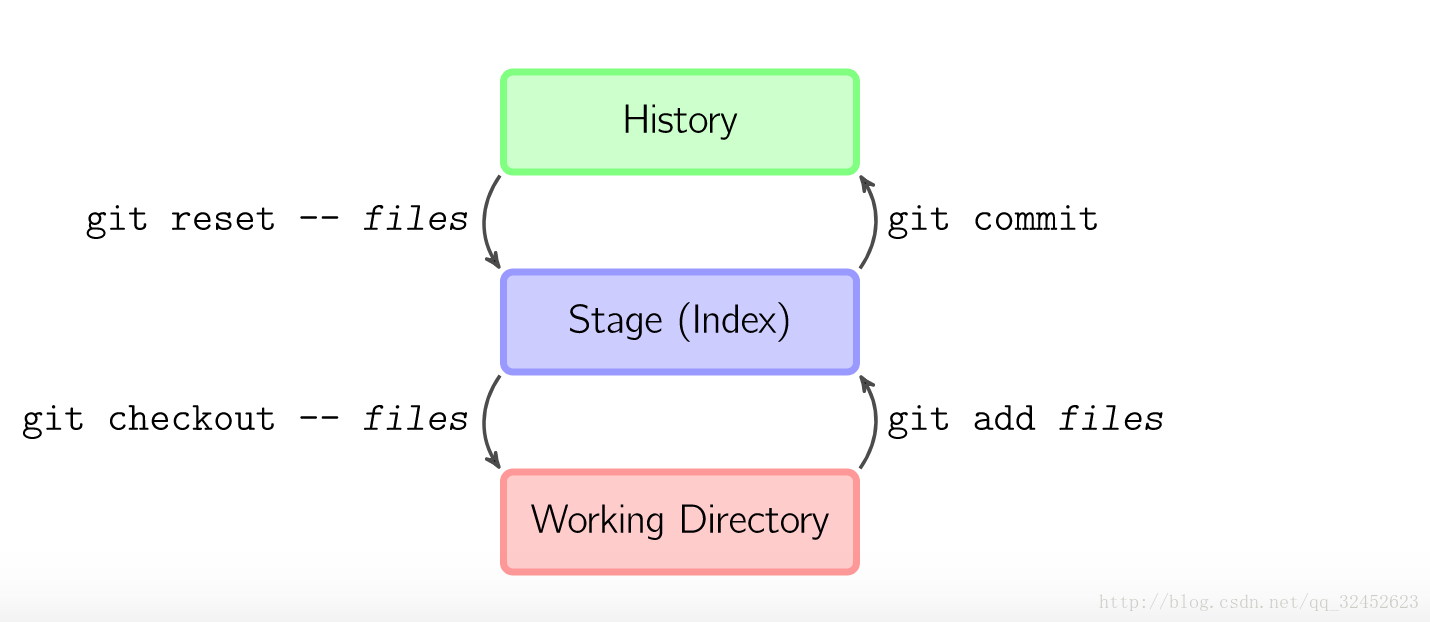 History
git reset -- files
git commit
Stage (Index)
git checkout -- files
git add files
Working Directory
http://blog.csdn.net/qq_32452623